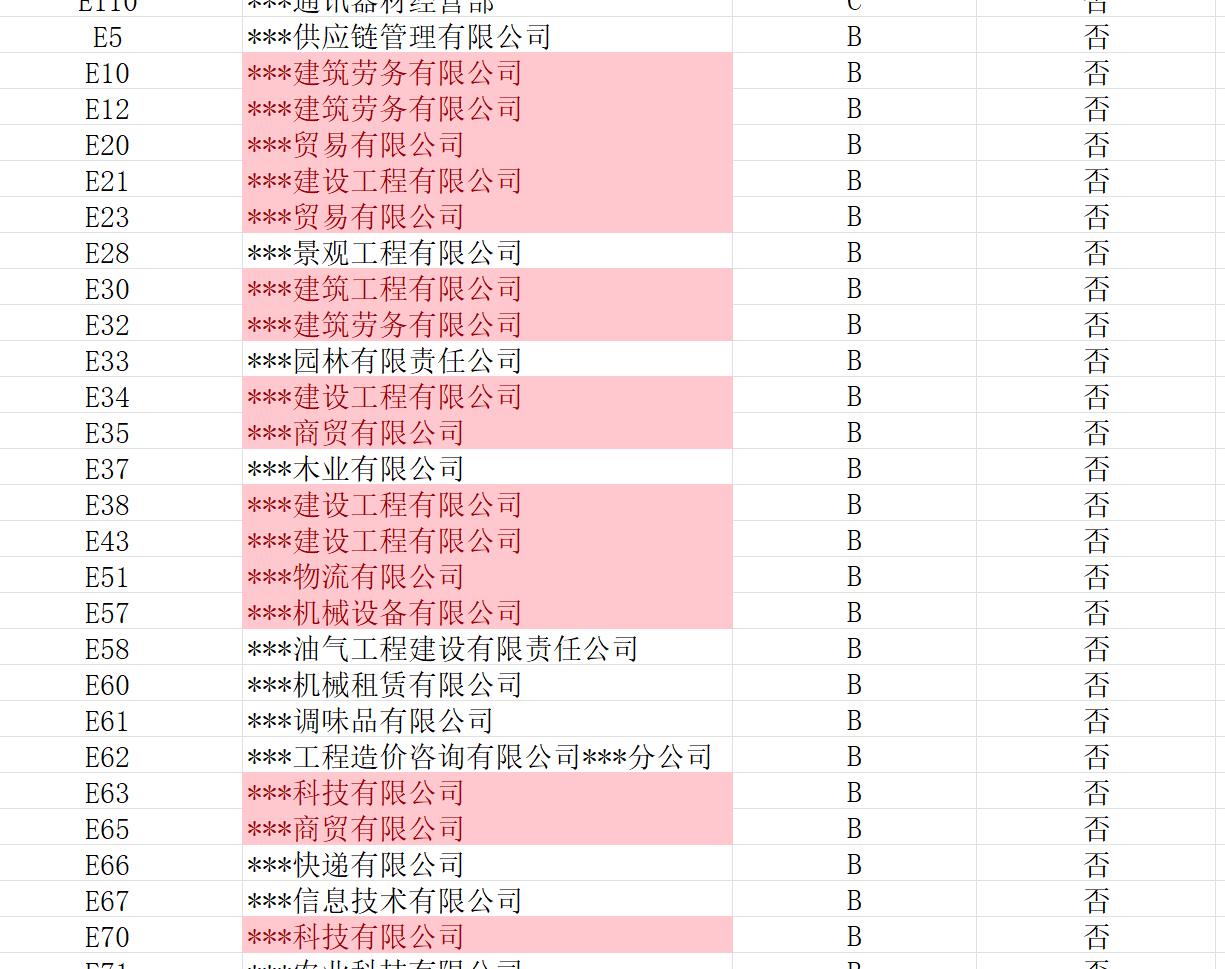 E110 ***通讯器材经营部 C 否
E5 ***供应链管理有限公司 B 否
E10 ***建筑劳务有限公司 B 否
E12 ***建筑劳务有限公司 B 否
E20 ***贸易有限公司 B 否
E21 ***建设工程有限公司 B 否
E23 ***贸易有限公司 B 否
E28 ***景观工程有限公司 B 否
E30 ***建筑工程有限公司 B 否
E32 ***建筑劳务有限公司 B 否
E33 ***园林有限责任公司 B 否
E34 ***建设工程有限公司 B 否
E35 ***商贸有限公司 B 否
E37 ***木业有限公司 B 否
E38 ***建设工程有限公司 B 否
E43 ***建设工程有限公司 B 否
E51 ***物流有限公司 B 否
E57 ***机械设备有限公司 B 否
E58 ***油气工程建设有限责任公司 B 否
E60 ***机械租赁有限公司 B 否
E61 ***调味品有限公司 B 否
E62 ***工程造价咨询有限公司***分公司 B 否
E63 ***科技有限公司 B 否
E65 ***商贸有限公司 B 否
E66 ***快递有限公司 B 否
E67 ***信息技术有限公司 B 否
E70 ***科技有限公司 B 否
E71 ***农业科技有限公司 B 否